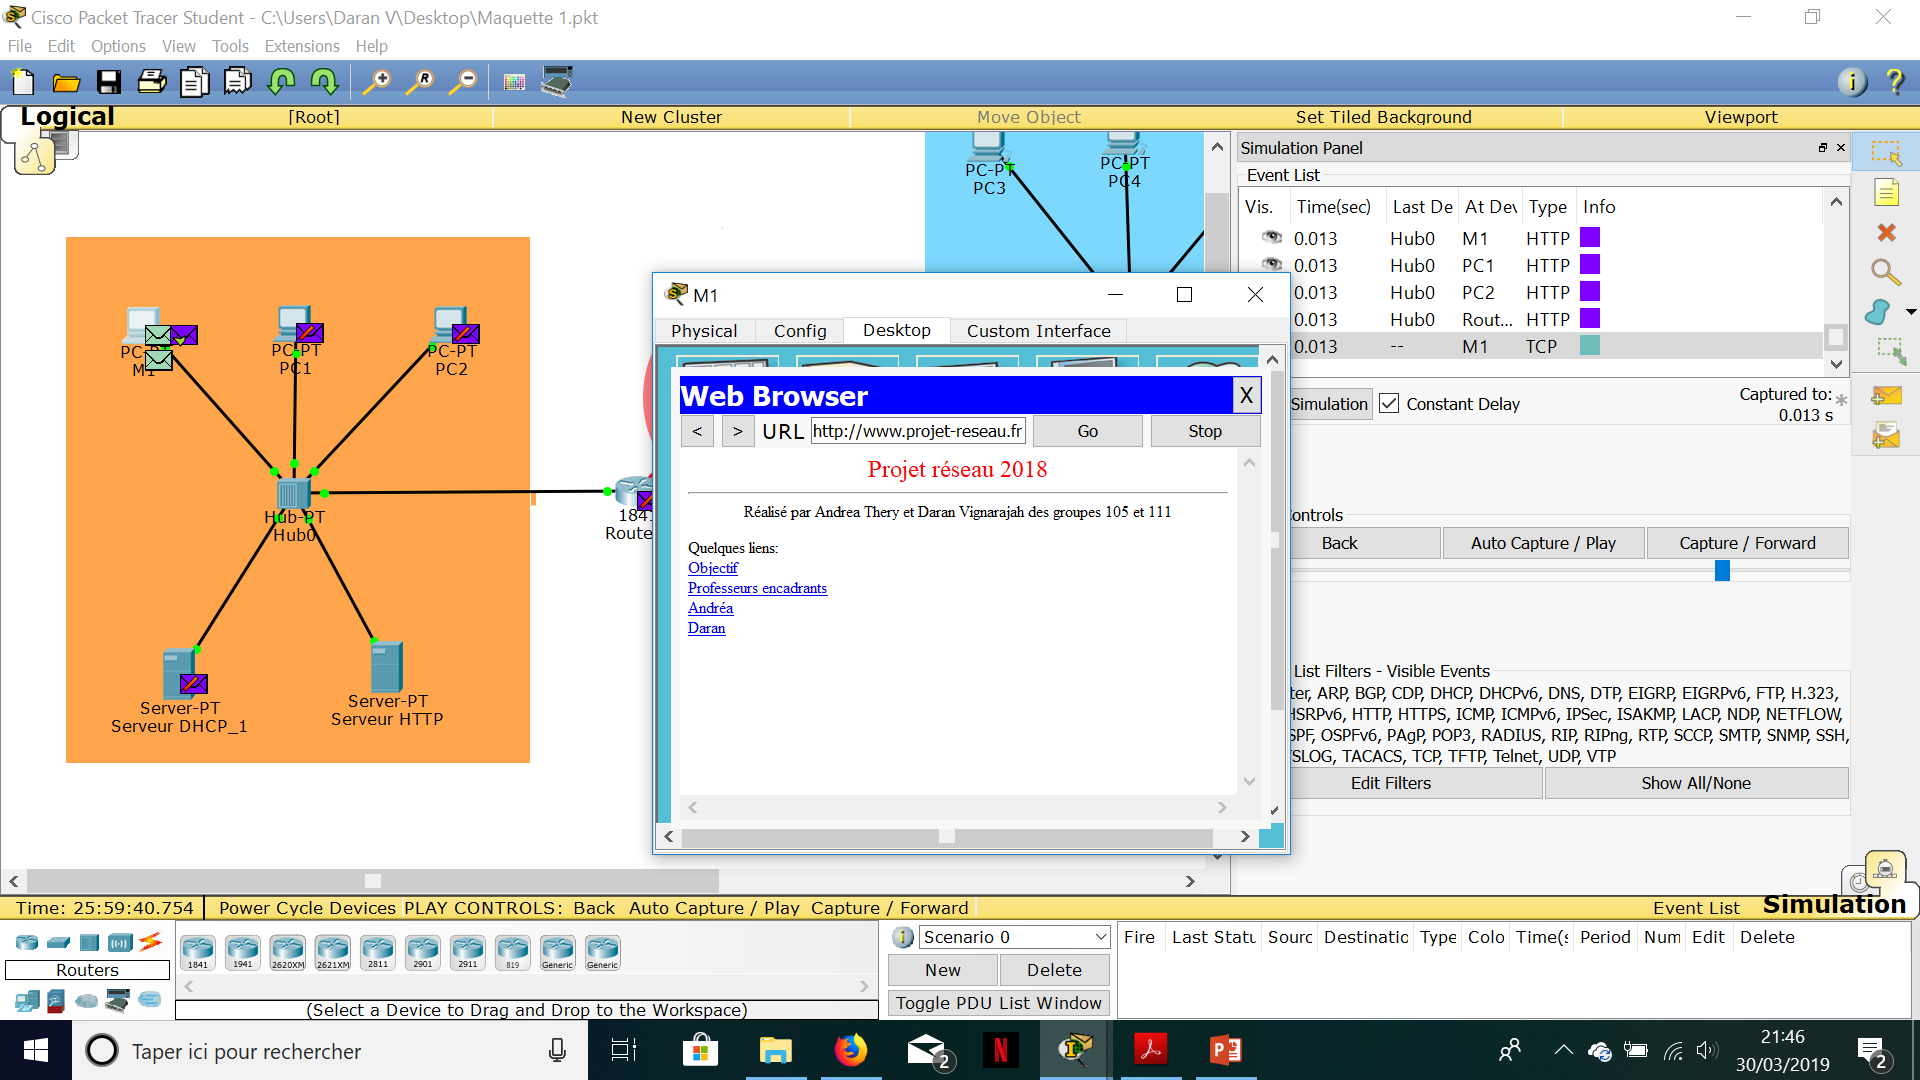 Cisco Packet Tracer Student - C:\Users\Daran V\Desktop\Maquette 1.pkt
File Edit Options View Tools Extensions Help
Logical [Root] New Cluster Move Object Set Tiled Background Viewport
PC-PT
PC3
PC-PT
PC4
PC-PT
M1
PC-PT
PC1
PC-PT
PC2
Hub-PT
Hub0
184
Route
Server-PT
Serveur DHCP_1
Server-PT
Serveur HTTP
M1
Physical Config Desktop Custom Interface
Web Browser X
< > URL http://www.projet-reseau.fr Go Stop
Projet réseau 2018
Réalisé par Andrea Thery et Daran Vignarajah des groupes 105 et 111
Quelques liens:
Objectif
Professeurs encadrants
Andréa
Daran
Simulation Panel
Event List
Vis. Time(sec) Last De At Dev Type Info
0.013 Hub0 M1 HTTP
0.013 Hub0 PC1 HTTP
0.013 Hub0 PC2 HTTP
0.013 Hub0 Rout... HTTP
0.013 -- M1 TCP
Simulation Constant Delay Captured to:
0.013 s
ontrols
Back Auto Capture / Play Capture / Forward
List Filters - Visible Events
ter, ARP, BGP, CDP, DHCP, DHCPv6, DNS, DTP, EIGRP, EIGRPv6, FTP, H.323,
HSRPv6, HTTP, HTTPS, ICMP, ICMPv6, IPSec, ISAKMP, LACP, NDP, NETFLOW,
SPF, OSPFv6, PAgP, POP3, RADIUS, RIP, RIPng, RTP, SCCP, SMTP, SNMP, SSH,
SLOG, TACACS, TCP, TFTP, Telnet, UDP, VTP
Edit Filters Show All/None
Time: 25:59:40.754 Power Cycle Devices PLAY CONTROLS: Back Auto Capture / Play Capture / Forward Event List Simulation
Routers
1841 1941 2620XM 2621XM 2811 2901 2911 819 Generic Generic
(Select a Device to Drag and Drop to the Workspace)
Scenario 0
New Delete
Toggle PDU List Window
Fire Last Statu Sourc Destinatic Type Colo Time(s Period Num Edit Delete
Taper ici pour rechercher
2
21:46
30/03/2019
2